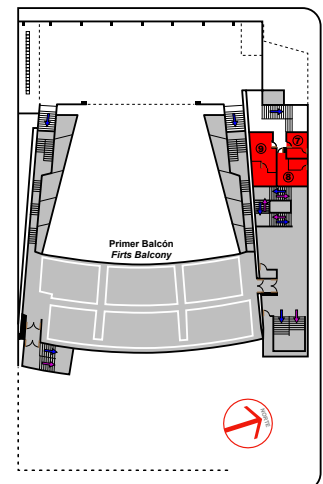 ⑦
⑨
⑧
Primer Balcón
Firts Balcony
NORTE